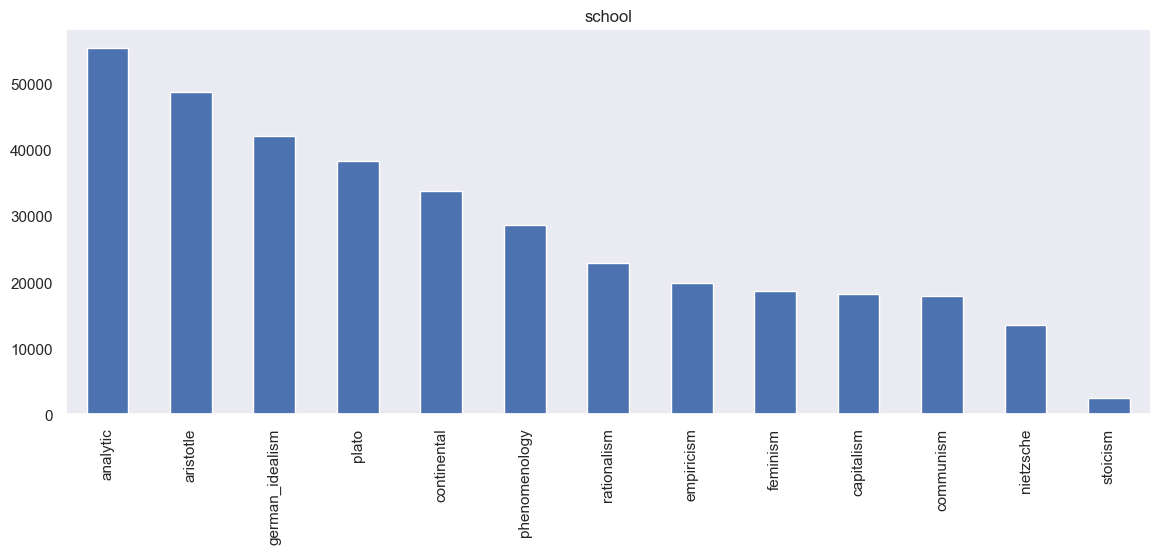 school
50000
40000
30000
20000
10000
0
analytic
aristotle
german_idealism
plato
continental
phenomenology
rationalism
empiricism
feminism
capitalism
communism
nietzsche
stoicism